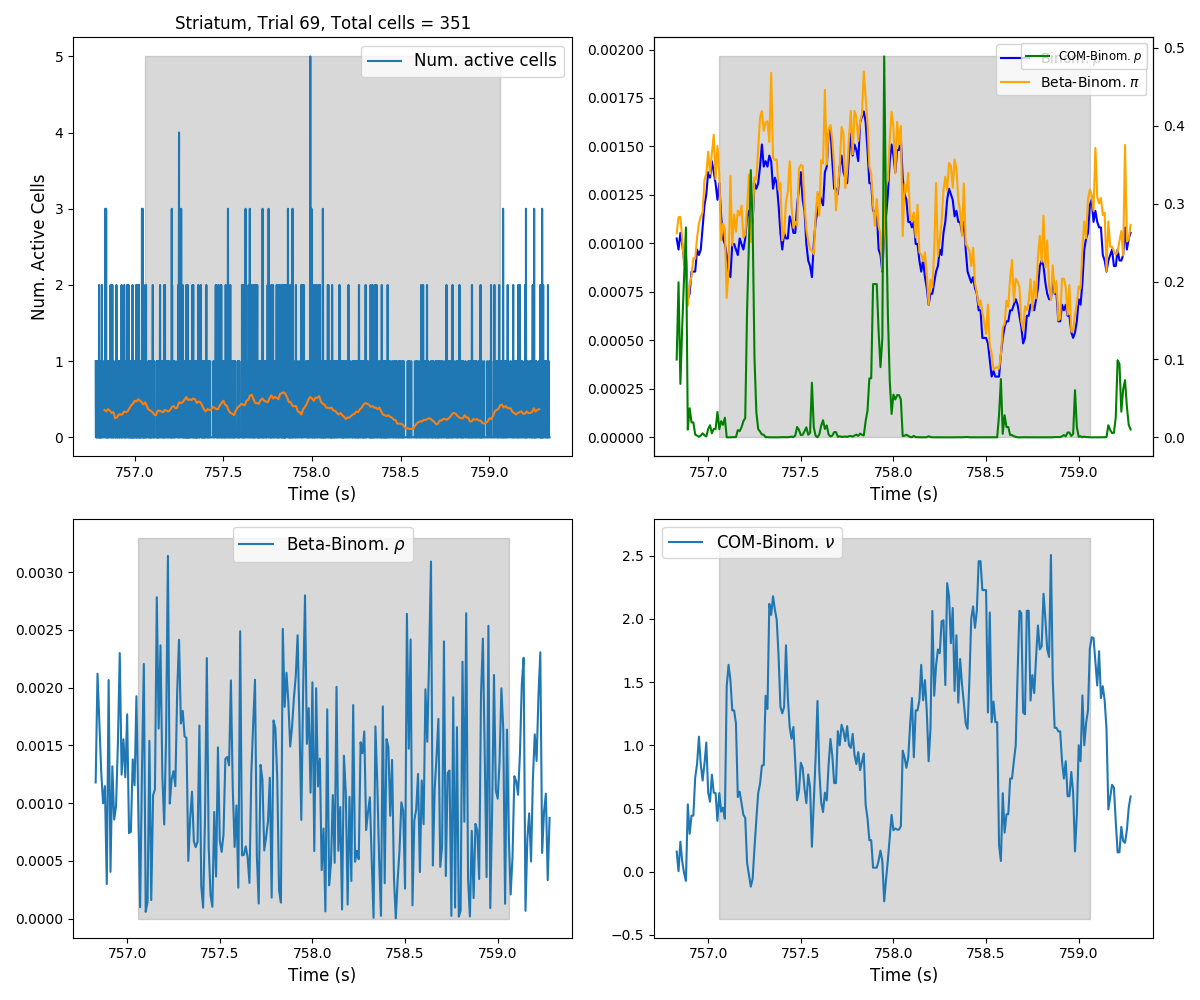 Striatum, Trial 69, Total cells = 351
Num. active cells
5
4
3
2
1
0
Num. Active Cells
757.0 757.5 758.0 758.5 759.0
Time (s)
COM-Binom. p
Beta-Binom. π
0.00200
0.00175
0.00150
0.00125
0.00100
0.00075
0.00050
0.00025
0.00000
0.5
0.4
0.3
0.2
0.1
0.0
757.0 757.5 758.0 758.5 759.0
Time (s)
Beta-Binom. ρ
0.0030
0.0025
0.0020
0.0015
0.0010
0.0005
0.0000
757.0 757.5 758.0 758.5 759.0
Time (s)
COM-Binom. ν
2.5
2.0
1.5
1.0
0.5
0.0
−0.5
757.0 757.5 758.0 758.5 759.0
Time (s)